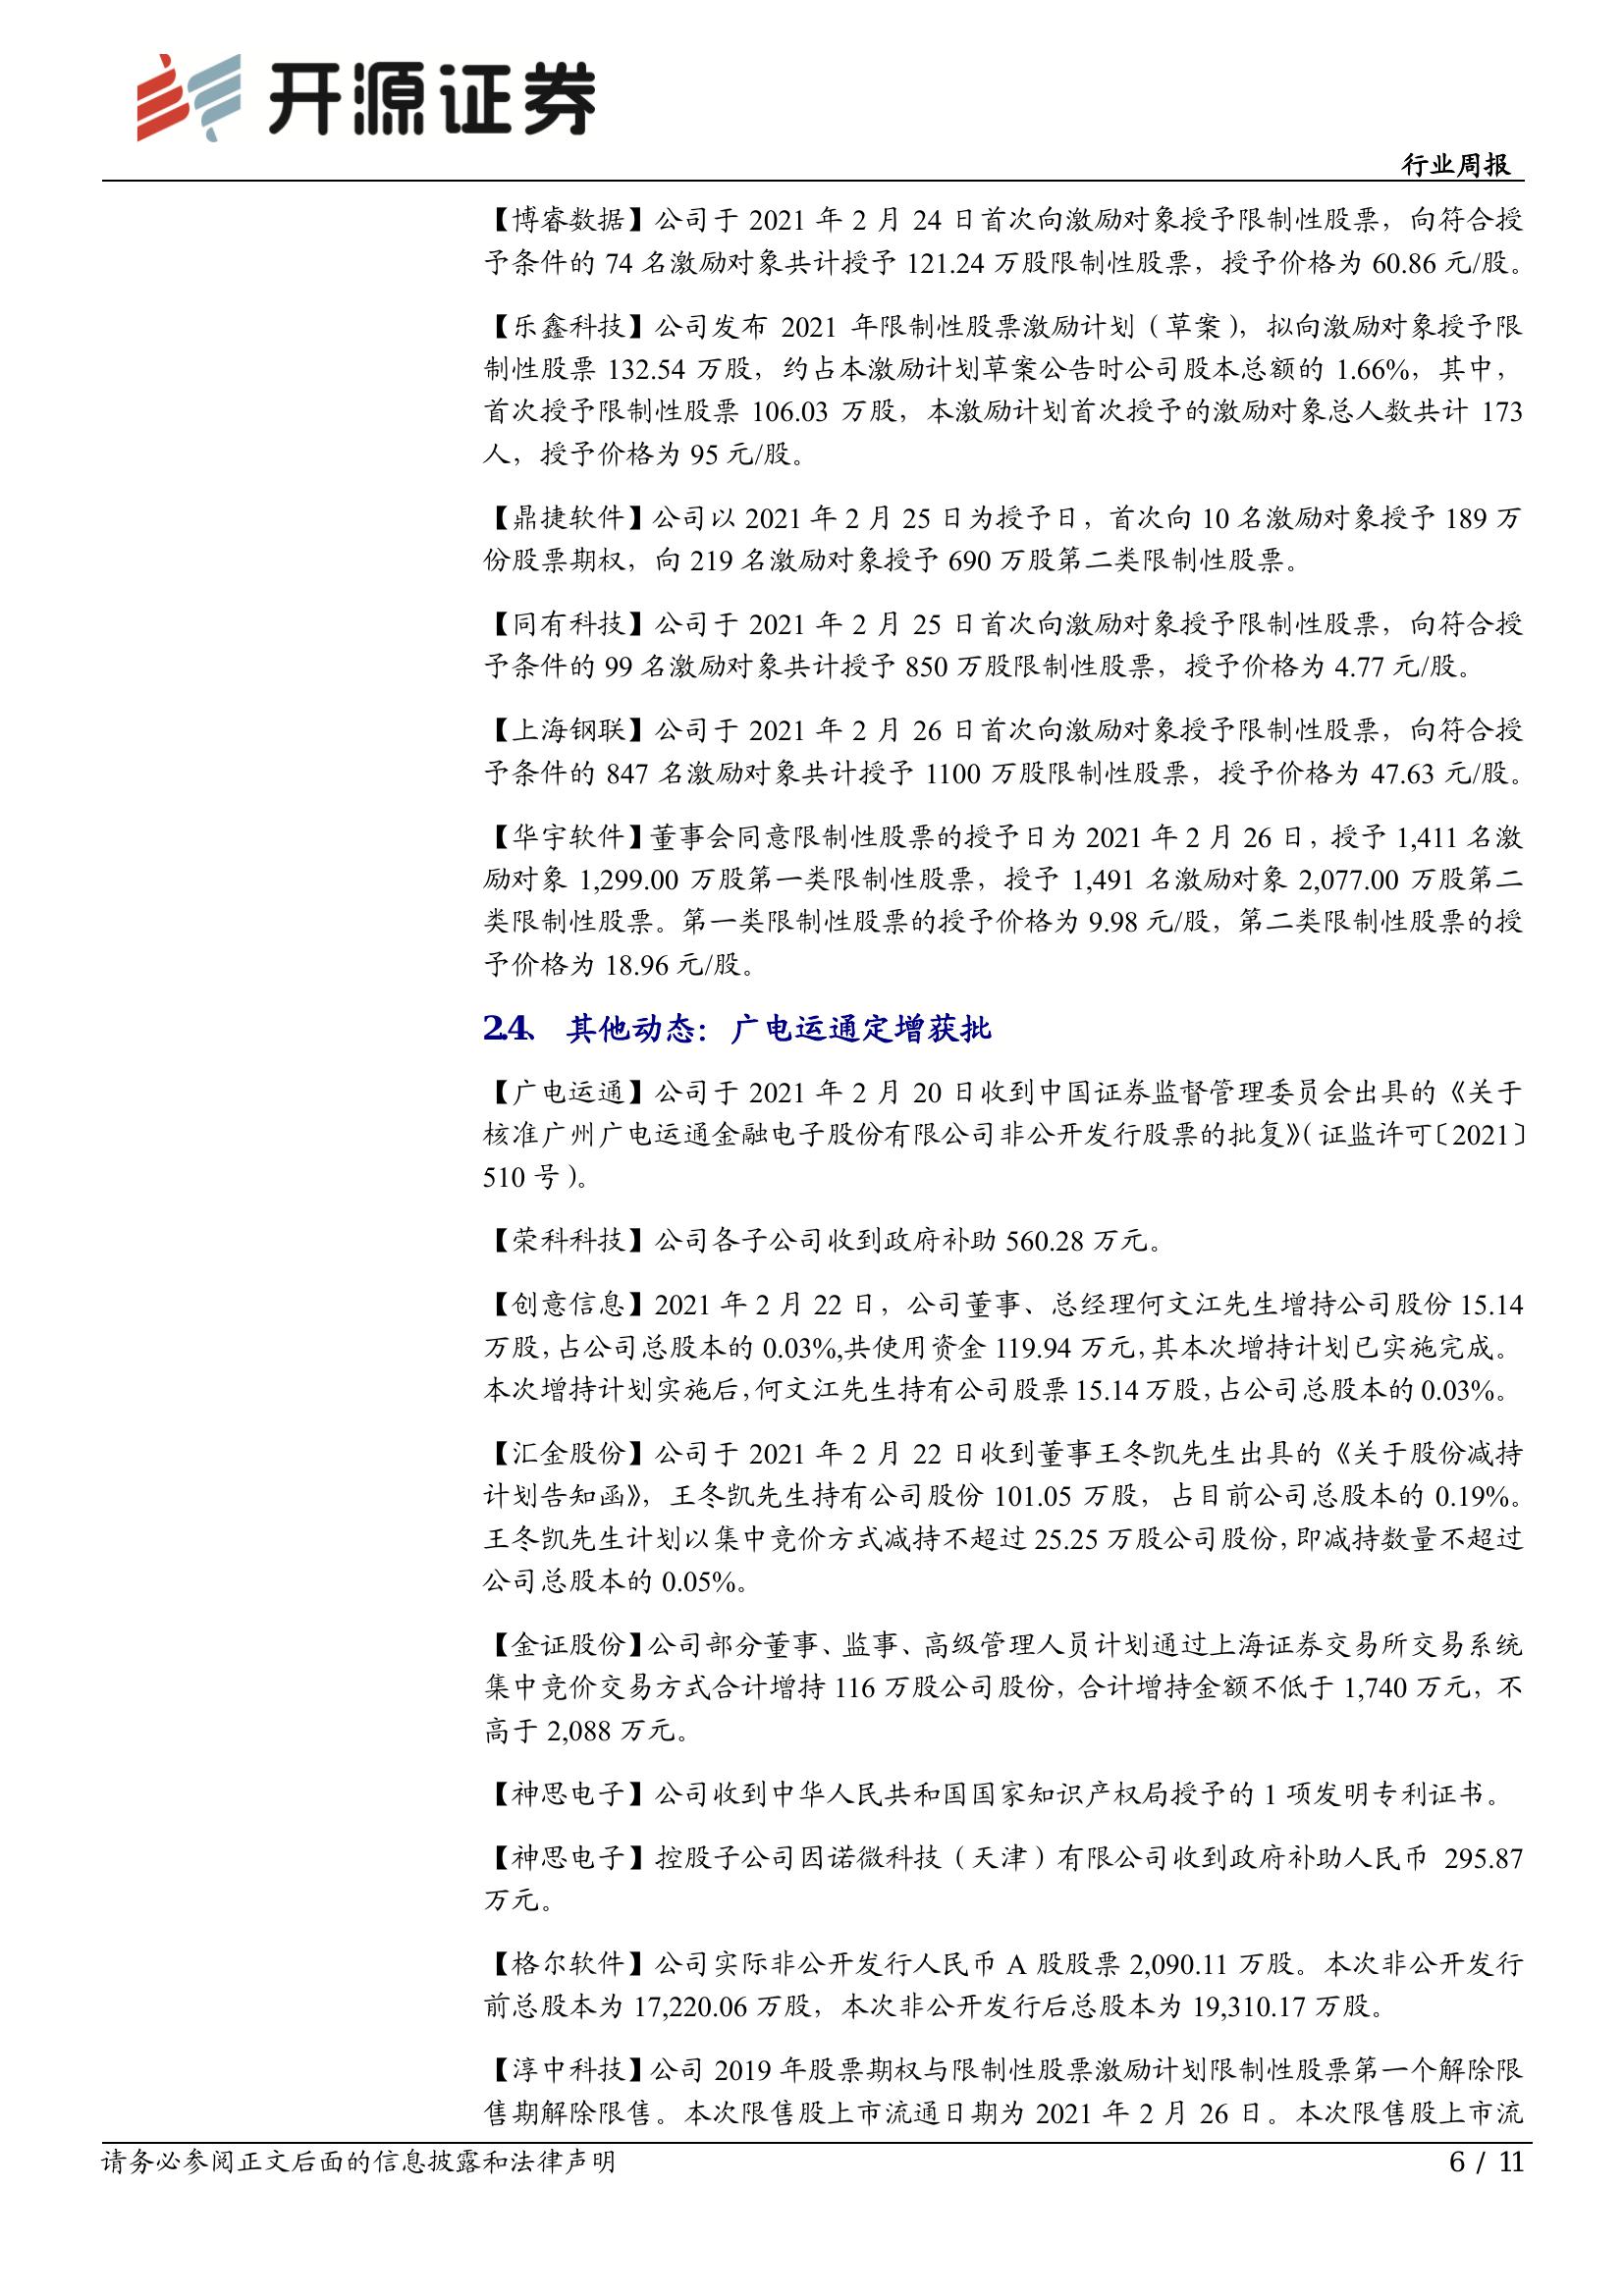 开源证券
行业周报
【博睿数据】公司于 2021 年 2 月 24 日首次向激励对象授予限制性股票，向符合授
予条件的 74 名激励对象共计授予 121.24 万股限制性股票，授予价格为 60.86 元/股。
【乐鑫科技】公司发布 2021 年限制性股票激励计划（草案），拟向激励对象授予限
制性股票 132.54 万股，约占本激励计划草案公告时公司股本总额的 1.66%，其中，
首次授予限制性股票 106.03 万股，本激励计划首次授予的激励对象总人数共计 173
人，授予价格为 95 元/股。
【鼎捷软件】公司以 2021 年 2 月 25 日为授予日，首次向 10 名激励对象授予 189 万
份股票期权，向 219 名激励对象授予 690 万股第二类限制性股票。
【同有科技】公司于 2021 年 2 月 25 日首次向激励对象授予限制性股票，向符合授
予条件的 99 名激励对象共计授予 850 万股限制性股票，授予价格为 4.77 元/股。
【上海钢联】公司于 2021 年 2 月 26 日首次向激励对象授予限制性股票，向符合授
予条件的 847 名激励对象共计授予 1100 万股限制性股票，授予价格为 47.63 元/股。
【华宇软件】董事会同意限制性股票的授予日为 2021 年 2 月 26 日，授予 1,411 名激
励对象 1,299.00 万股第一类限制性股票，授予 1,491 名激励对象 2,077.00 万股第二
类限制性股票。第一类限制性股票的授予价格为 9.98 元/股，第二类限制性股票的授
予价格为 18.96 元/股。
2.4、 其他动态：广电运通定增获批
【广电运通】公司于 2021 年 2 月 20 日收到中国证券监督管理委员会出具的《关于
核准广州广电运通金融电子股份有限公司非公开发行股票的批复》（证监许可〔2021〕
510 号）。
【荣科科技】公司各子公司收到政府补助 560.28 万元。
【创意信息】2021 年 2 月 22 日，公司董事、总经理何文江先生增持公司股份 15.14
万股，占公司总股本的 0.03%,共使用资金 119.94 万元，其本次增持计划已实施完成。
本次增持计划实施后，何文江先生持有公司股票 15.14 万股，占公司总股本的 0.03%。
【汇金股份】公司于 2021 年 2 月 22 日收到董事王冬凯先生出具的《关于股份减持
计划告知函》，王冬凯先生持有公司股份 101.05 万股，占目前公司总股本的 0.19%。
王冬凯先生计划以集中竞价方式减持不超过 25.25 万股公司股份，即减持数量不超过
公司总股本的 0.05%。
【金证股份】公司部分董事、监事、高级管理人员计划通过上海证券交易所交易系统
集中竞价交易方式合计增持 116 万股公司股份，合计增持金额不低于 1,740 万元，不
高于 2,088 万元。
【神思电子】公司收到中华人民共和国国家知识产权局授予的 1 项发明专利证书。
【神思电子】控股子公司因诺微科技（天津）有限公司收到政府补助人民币 295.87
万元。
【格尔软件】公司实际非公开发行人民币 A 股股票 2,090.11 万股。本次非公开发行
前总股本为 17,220.06 万股，本次非公开发行后总股本为 19,310.17 万股。
【淳中科技】公司 2019 年股票期权与限制性股票激励计划限制性股票第一个解除限
售期解除限售。本次限售股上市流通日期为 2021 年 2 月 26 日。本次限售股上市流
请务必参阅正文后面的信息披露和法律声明
6 / 11